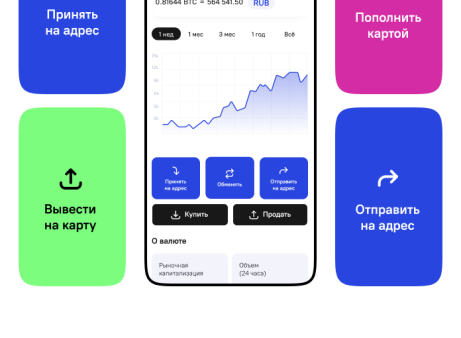 Принять
на адрес
Вывести
на карту
0.81644 BTC = 564 541.50 RUB
1 нед 1 мес 3 мес 1 год Всё
Принять
на адрес
Обменять
Отправить
на адрес
Купить Продать
О валюте
Рыночная
капитализация
Объем
(24 часа)
Пополнить
картой
Отправить
на адрес